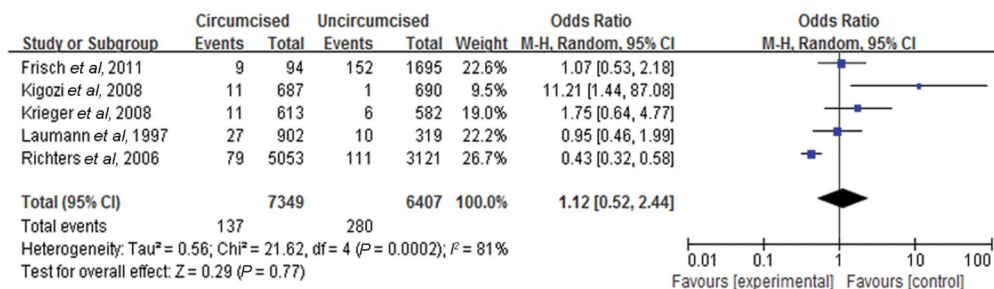 Circumcised Uncircumcised Odds Ratio Odds Ratio
Study or Subgroup Events Total Events Total Weight M-H, Random, 95% CI M-H, Random, 95% CI
Frisch et al, 2011 9 94 152 1695 22.6% 1.07 [0.53, 2.18]
Kigozi et al, 2008 11 687 1 690 9.5% 11.21 [1.44, 87.08]
Krieger et al, 2008 11 613 6 582 19.0% 1.75 [0.64, 4.77]
Laumann et al, 1997 27 902 10 319 22.2% 0.95 [0.46, 1.99]
Richters et al, 2006 79 5053 111 3121 26.7% 0.43 [0.32, 0.58]
Total (95% CI) 7349 6407 100.0% 1.12 [0.52, 2.44]
Total events 137 280
Heterogeneity: Tau² = 0.56; Chi² = 21.62, df = 4 (P = 0.0002); I² = 81%
Test for overall effect: Z = 0.29 (P = 0.77)
0.01 0.1 1 10 100
Favours [experimental] Favours [control]